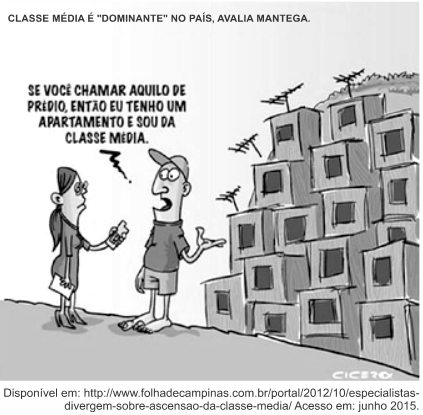 CLASSE MÉDIA É "DOMINANTE" NO PAÍS, AVALIA MANTEGA.
SE VOCÊ CHAMAR AQUILO DE
PRÉDIO, ENTÃO EU TENHO UM
APARTAMENTO E SOU DA
CLASSE MÉDIA.
CICERO
Disponível em: http://www.folhadecampinas.com.br/portal/2012/10/especialistas-
divergem-sobre-ascensao-da-classe-media/ Acesso em: junho 2015.